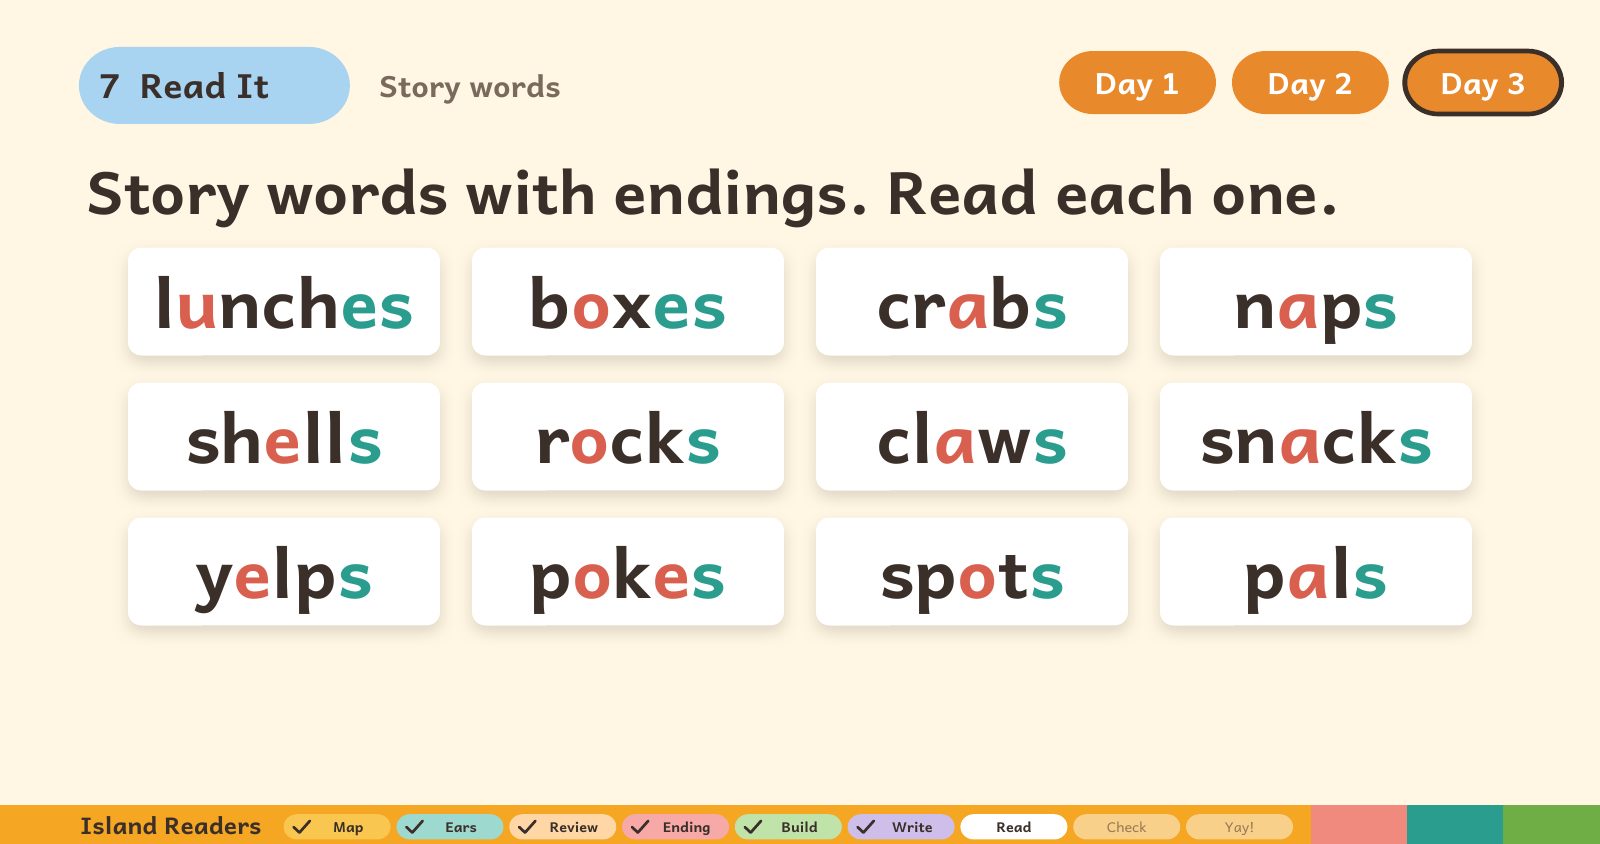 7 Read It
Story words
Day 1
Day 2
Day 3
Story words with endings. Read each one.
lunches
boxes
crabs
naps
shells
rocks
claws
snacks
yelps
pokes
spots
pals
Island Readers
Map
Ears
Review
Ending
Build
Write
Read
Check
Yay!